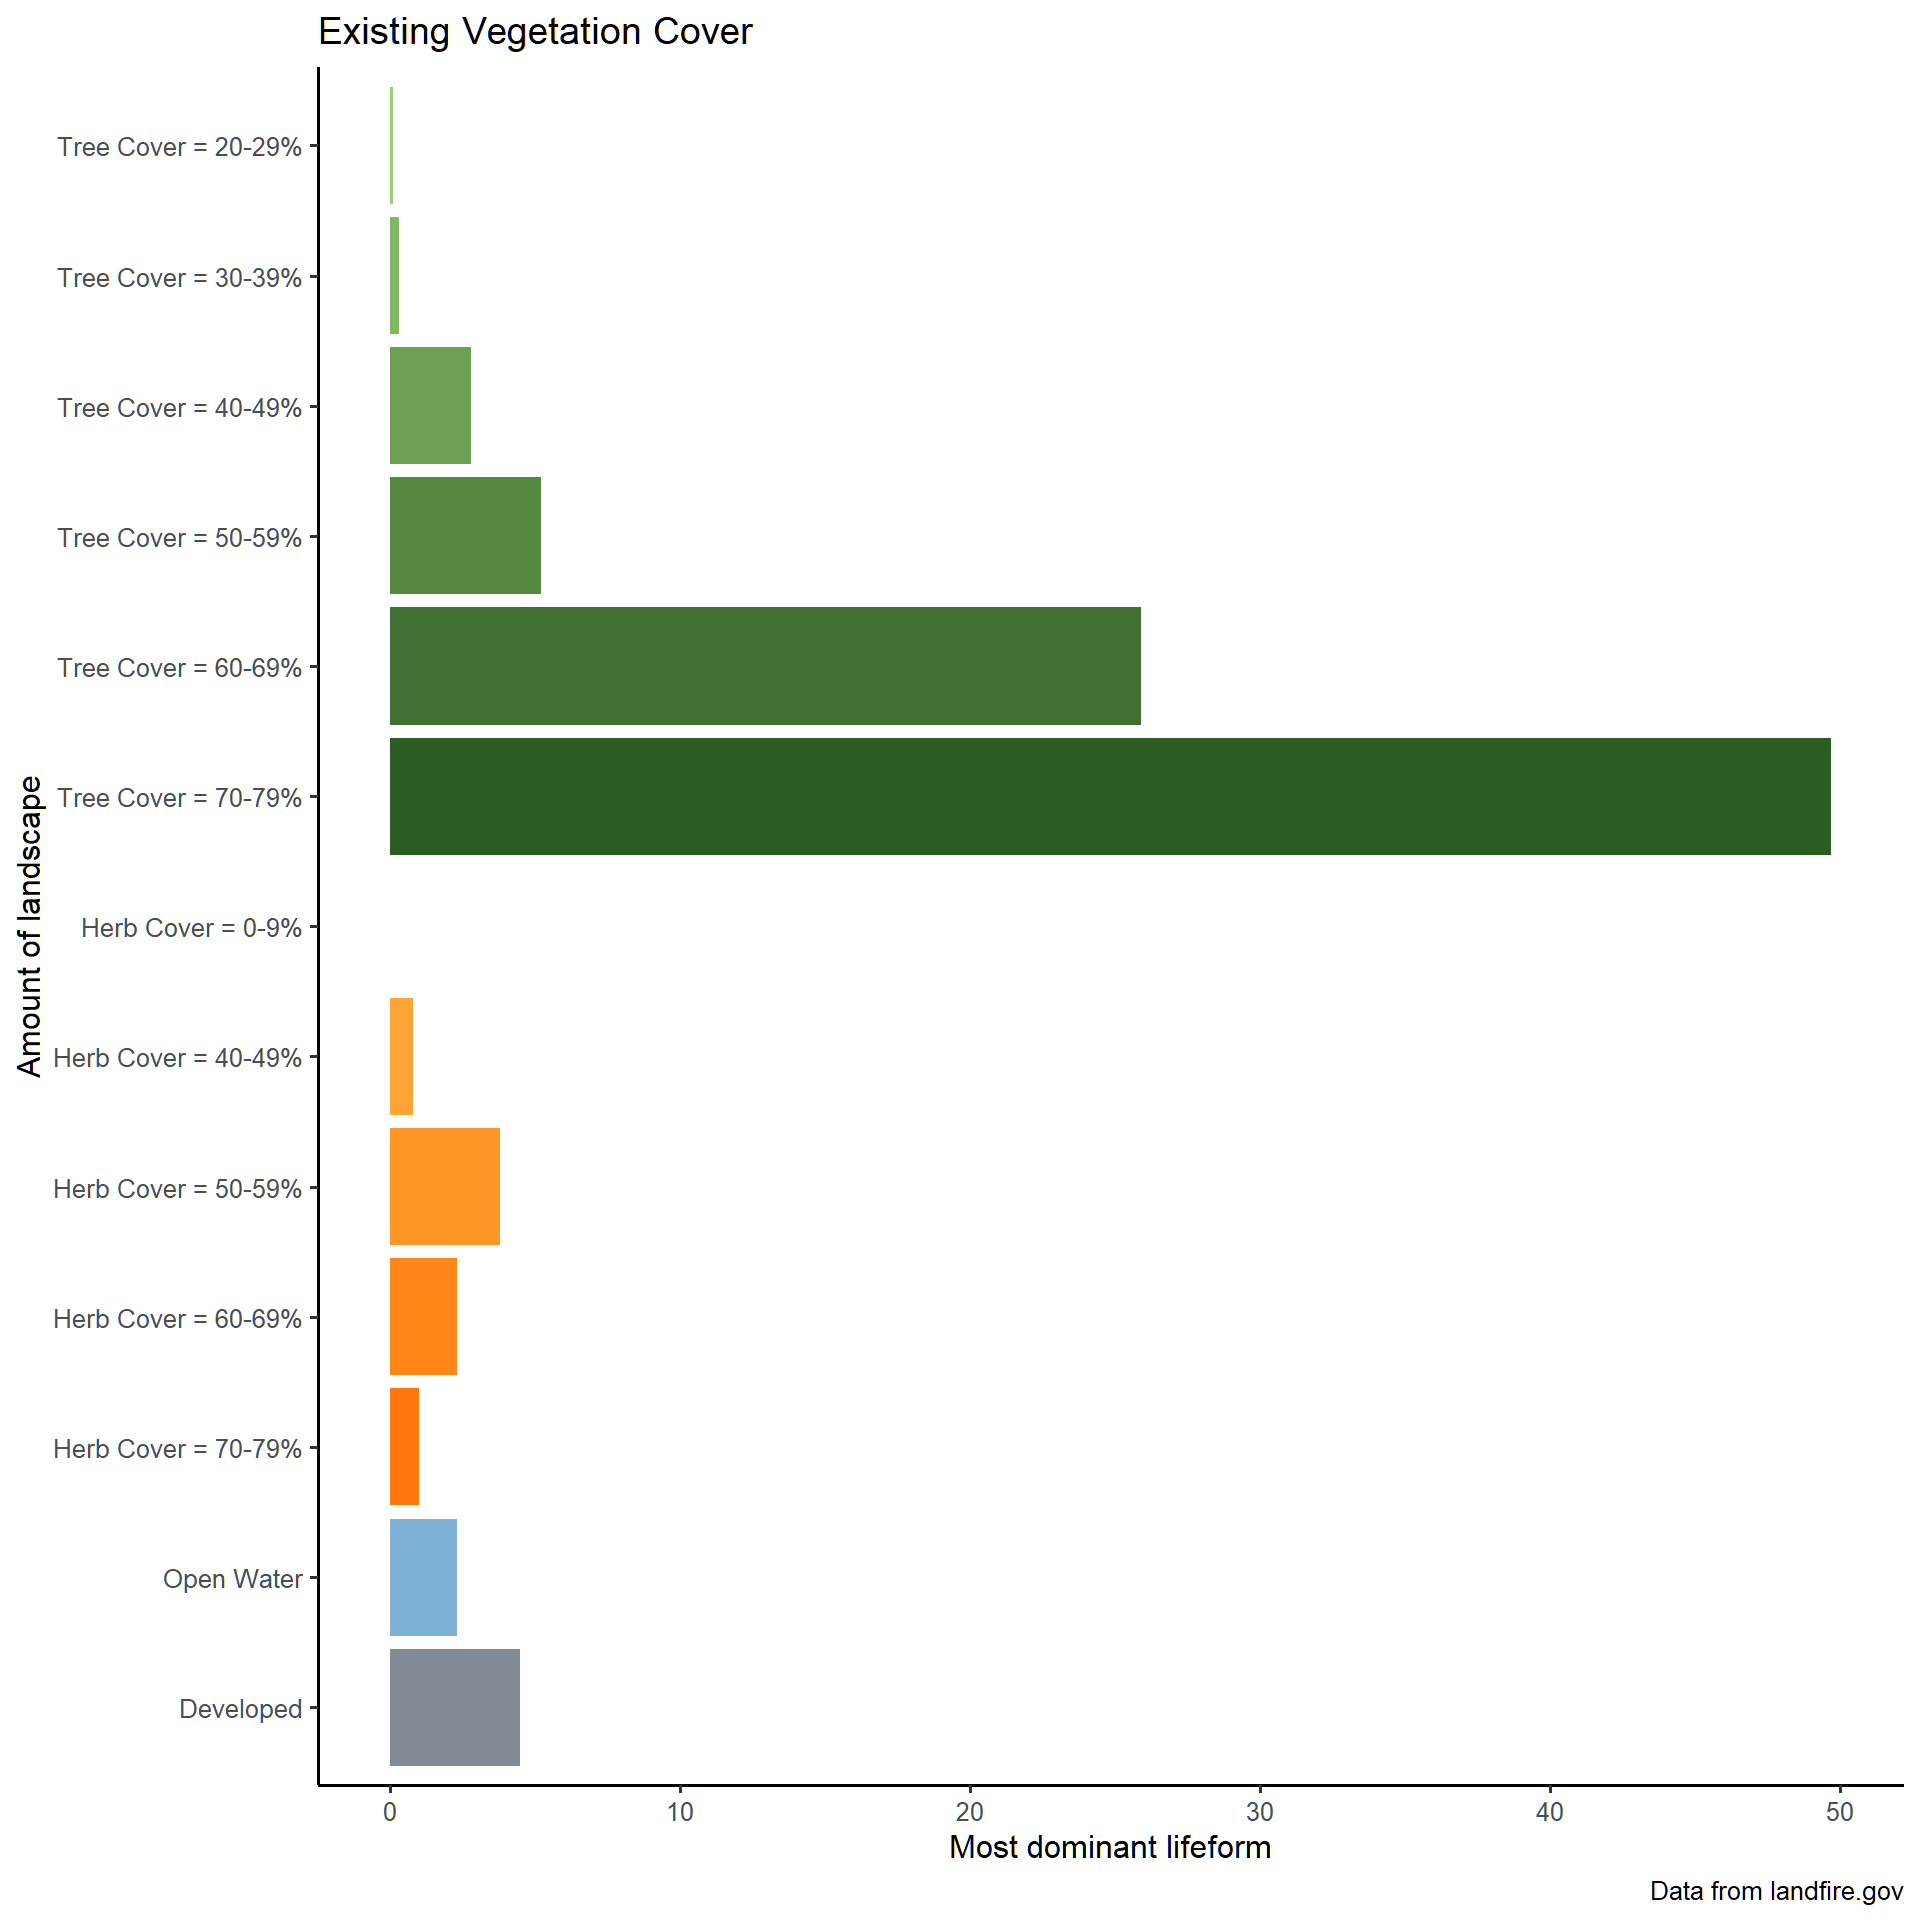 Existing Vegetation Cover
Tree Cover = 20-29%
Tree Cover = 30-39%
Tree Cover = 40-49%
Tree Cover = 50-59%
Tree Cover = 60-69%
Tree Cover = 70-79%
Herb Cover = 0-9%
Herb Cover = 40-49%
Herb Cover = 50-59%
Herb Cover = 60-69%
Herb Cover = 70-79%
Open Water
Developed
Amount of landscape
0 10 20 30 40 50
Most dominant lifeform
Data from landfire.gov